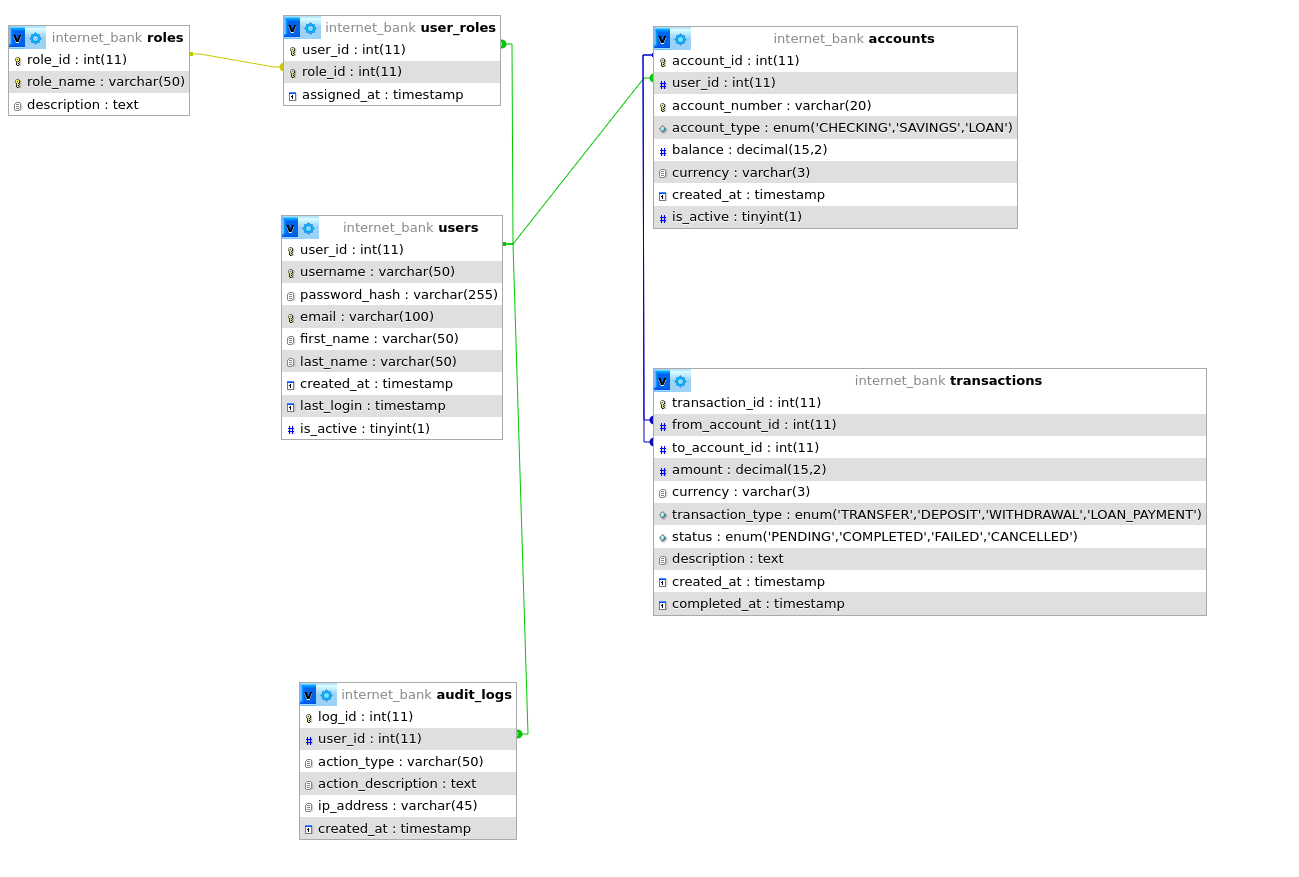 v internet_bank roles
role_id : int(11)
role_name : varchar(50)
description : text
v internet_bank user_roles
user_id : int(11)
role_id : int(11)
assigned_at : timestamp
v internet_bank accounts
account_id : int(11)
user_id : int(11)
account_number : varchar(20)
account_type : enum('CHECKING','SAVINGS','LOAN')
balance : decimal(15,2)
currency : varchar(3)
created_at : timestamp
is_active : tinyint(1)
v internet_bank users
user_id : int(11)
username : varchar(50)
password_hash : varchar(255)
email : varchar(100)
first_name : varchar(50)
last_name : varchar(50)
created_at : timestamp
last_login : timestamp
is_active : tinyint(1)
v internet_bank transactions
transaction_id : int(11)
from_account_id : int(11)
to_account_id : int(11)
amount : decimal(15,2)
currency : varchar(3)
transaction_type : enum('TRANSFER','DEPOSIT','WITHDRAWAL','LOAN_PAYMENT')
status : enum('PENDING','COMPLETED','FAILED','CANCELLED')
description : text
created_at : timestamp
completed_at : timestamp
v internet_bank audit_logs
log_id : int(11)
user_id : int(11)
action_type : varchar(50)
action_description : text
ip_address : varchar(45)
created_at : timestamp